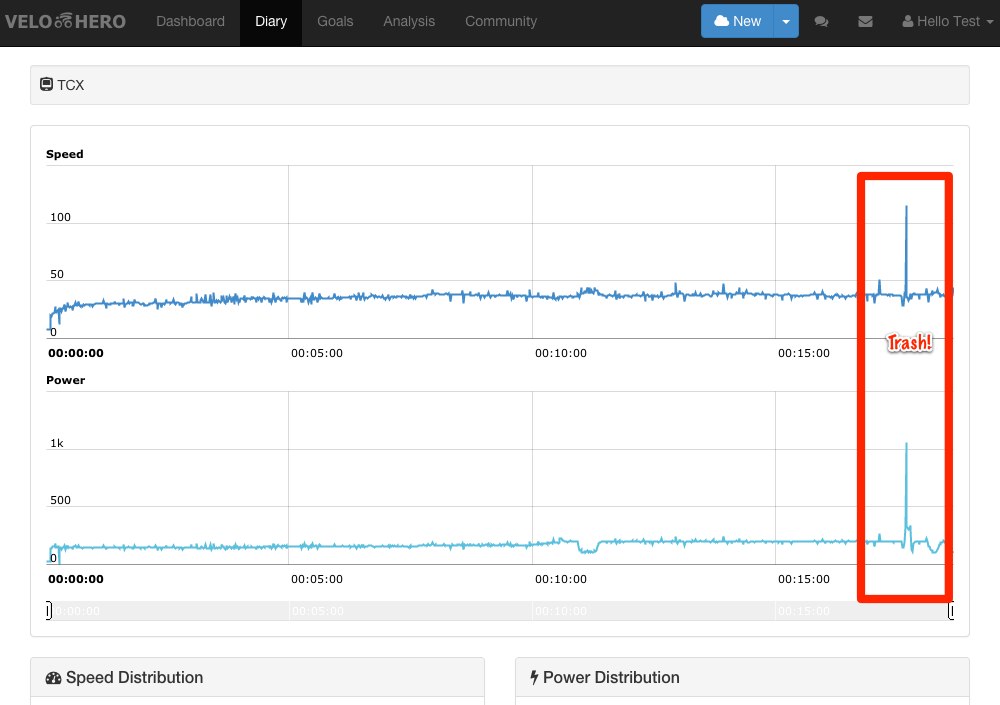 VELO HERO Dashboard Diary Goals Analysis Community New Hello Test
TCX
Speed
100
50
0
00:00:00 00:05:00 00:10:00 00:15:00
Trash!
Power
1k
500
0
00:00:00 00:05:00 00:10:00 00:15:00
0:00:00 00:05:00 00:10:00 00:15:00
Speed Distribution Power Distribution